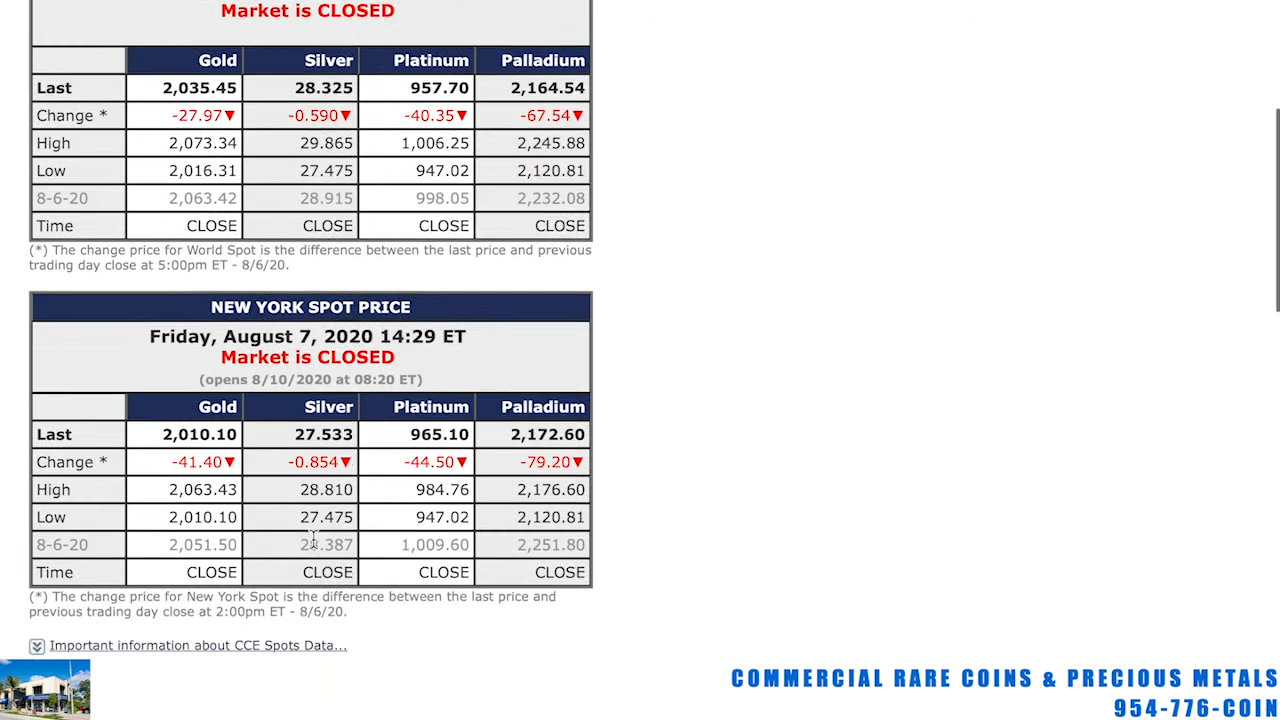 Market is CLOSED
Gold Silver Platinum Palladium
Last 2,035.45 28.325 957.70 2,164.54
Change * -27.97▼ -0.590▼ -40.35▼ -67.54▼
High 2,073.34 29.865 1,006.25 2,245.88
Low 2,016.31 27.475 947.02 2,120.81
8-6-20 2,063.42 28.915 998.05 2,232.08
Time CLOSE CLOSE CLOSE CLOSE
(*) The change price for World Spot is the difference between the last price and previous
trading day close at 5:00pm ET - 8/6/20.
NEW YORK SPOT PRICE
Friday, August 7, 2020 14:29 ET
Market is CLOSED
(opens 8/10/2020 at 08:20 ET)
Gold Silver Platinum Palladium
Last 2,010.10 27.533 965.10 2,172.60
Change * -41.40▼ -0.854▼ -44.50▼ -79.20▼
High 2,063.43 28.810 984.76 2,176.60
Low 2,010.10 27.475 947.02 2,120.81
8-6-20 2,051.50 1,009.60 2,251.80
Time CLOSE CLOSE CLOSE CLOSE
(*) The change price for New York Spot is the difference between the last price and
previous trading day close at 2:00pm ET - 8/6/20.
Important information about CCE Spots Data...
COMMERCIAL RARE COINS & PRECIOUS METALS
954-776-COIN